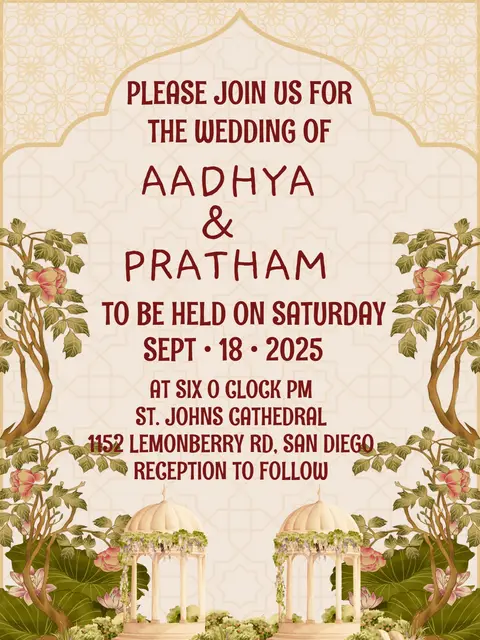 PLEASE JOIN US FOR
THE WEDDING OF
AADHYA
&
PRATHAM
TO BE HELD ON SATURDAY
SEPT • 18 • 2025
AT SIX O CLOCK PM
ST. JOHNS CATHEDRAL
1152 LEMONBERRY RD, SAN DIEGO
RECEPTION TO FOLLOW